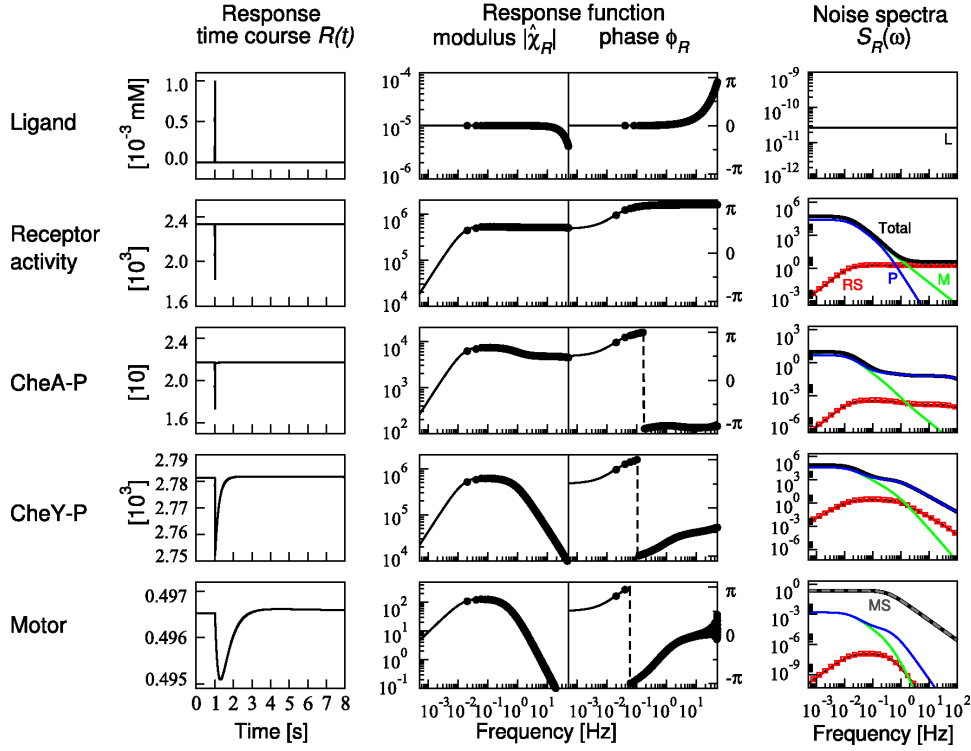 Response
time course R(t)
Response function
modulus |χ̂_R|
phase ϕ_R
Noise spectra
S_R(ω)
Ligand
[10⁻³ mM]
1.0
0.5
0.0
10⁻⁴
10⁻⁵
10⁻⁶
π
0
-π
10⁻⁹
10⁻¹⁰
10⁻¹¹
10⁻¹²
L
Receptor
activity
[10³]
2.4
2.0
1.6
10⁶
10⁵
10⁴
π
0
-π
10⁶
10³
10⁰
10⁻³
Total
RS
P
M
CheA-P
[10]
2.4
2.2
1.6
10⁴
10³
10²
π
0
-π
10³
10⁰
10⁻³
10⁻⁶
CheY-P
[10³]
2.79
2.78
2.76
2.75
10⁶
10⁵
10⁴
π
0
-π
10⁶
10³
10⁰
10⁻³
10⁻⁶
Motor
0.497
0.496
0.495
10²
10¹
10⁰
10⁻¹
π
0
-π
10⁰
10⁻³
10⁻⁶
10⁻⁹
MS
0 1 2 3 4 5 6 7 8
10⁻³ 10⁻² 10⁻¹ 10⁰ 10¹
10⁻³ 10⁻² 10⁻¹ 10⁰ 10¹
10⁻³ 10⁻² 10⁻¹ 10⁰ 10¹ 10²
Time [s]
Frequency [Hz]
Frequency [Hz]